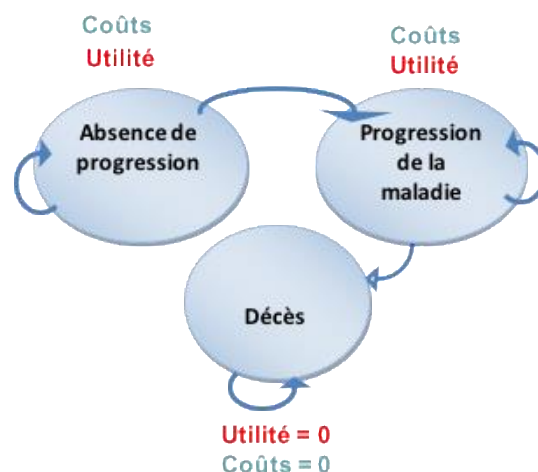 Coûts
Utilité
Coûts
Utilité
Absence de
progression
Progression
de la
maladie
Décès
Utilité = 0
Coûts = 0